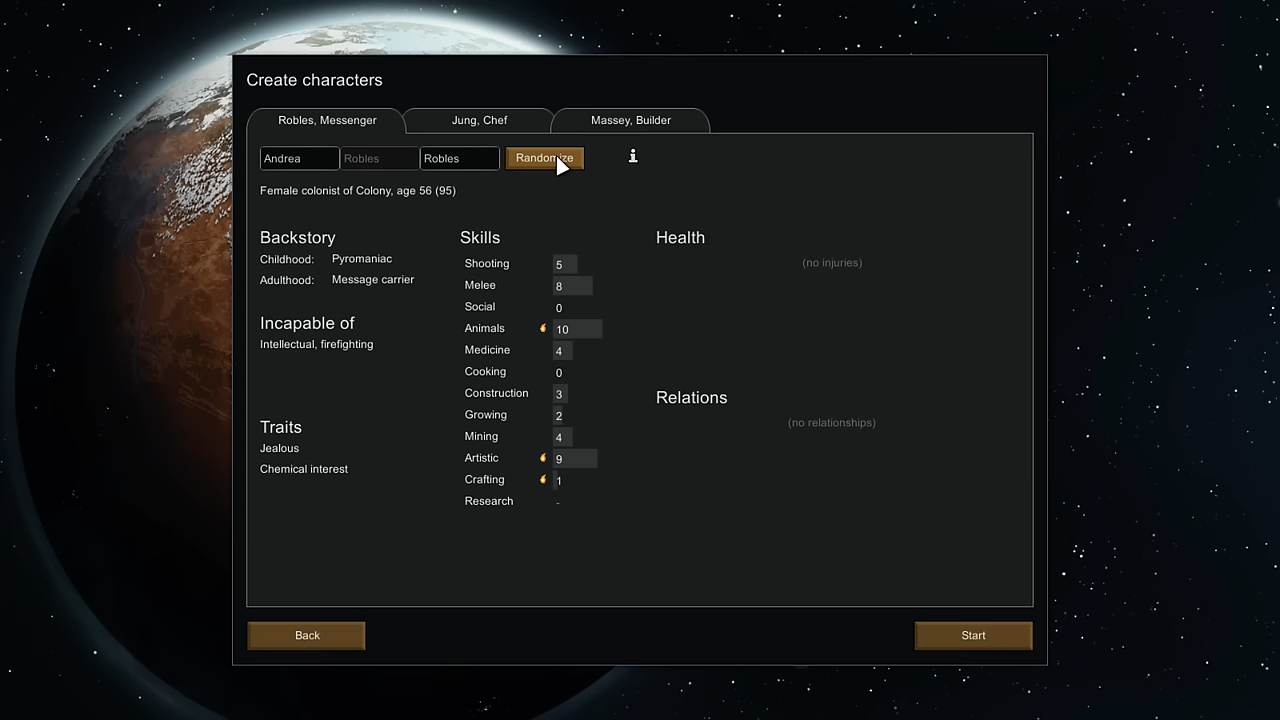 Create characters
Robles, Messenger
Jung, Chef
Massey, Builder
Andrea
Robles
Robles
Randomize
Female colonist of Colony, age 56 (95)
Backstory
Childhood: Pyromaniac
Adulthood: Message carrier
Incapable of
Intellectual, firefighting
Traits
Jealous
Chemical interest
Skills
Shooting 5
Melee 8
Social 0
Animals 10
Medicine 4
Cooking 0
Construction 3
Growing 2
Mining 4
Artistic 9
Crafting 1
Research -
Health
(no injuries)
Relations
(no relationships)
Back
Start